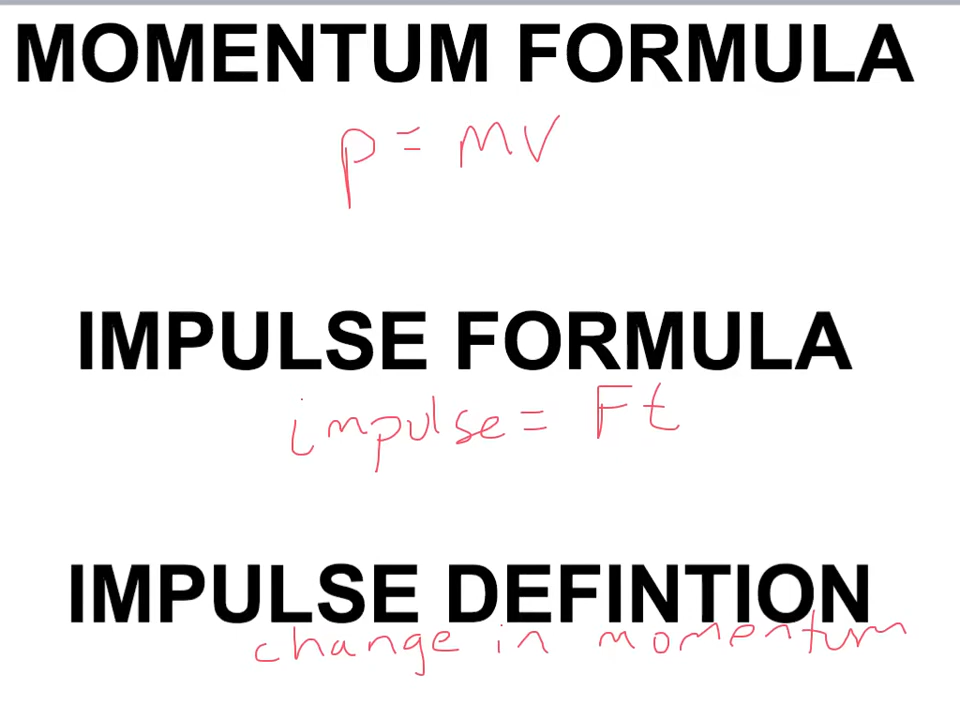 MOMENTUM FORMULA
p = mv
IMPULSE FORMULA
impulse = Ft
IMPULSE DEFINTION
change in momentum